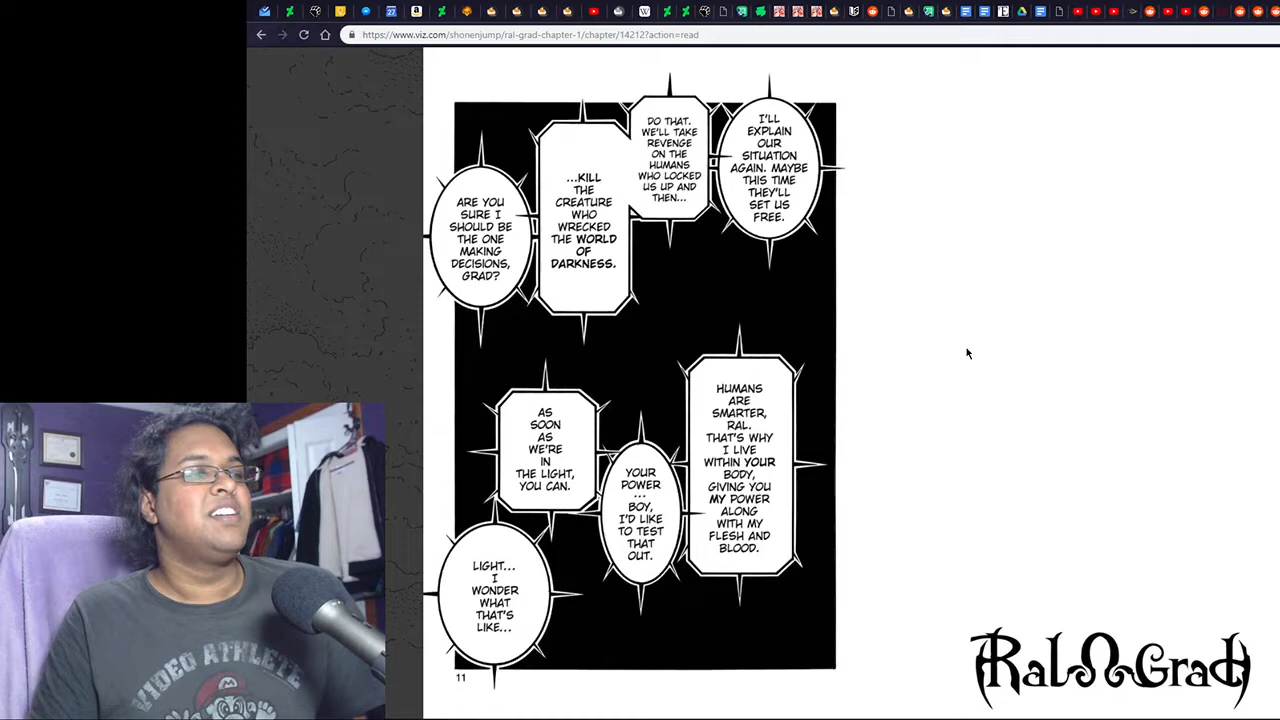 https://www.viz.com/shonenjump/ral-grad-chapter-1/chapter/14212?action=read
I'LL
EXPLAIN
OUR
SITUATION
AGAIN. MAYBE
THIS TIME
THEY'LL
SET US
FREE.
DO THAT.
WE'LL TAKE
REVENGE
ON THE
HUMANS
WHO LOCKED
US UP AND
THEN...
...KILL
THE
CREATURE
WHO
WRECKED
THE WORLD
OF
DARKNESS.
ARE YOU
SURE I
SHOULD BE
THE ONE
MAKING
DECISIONS,
GRAD?
HUMANS
ARE
SMARTER,
RAL.
THAT'S WHY
I LIVE
WITHIN YOUR
BODY,
GIVING YOU
MY POWER
ALONG
WITH MY
FLESH AND
BLOOD.
YOUR
POWER
...
BOY,
I'D LIKE
TO TEST
THAT
OUT.
AS
SOON
AS
WE'RE
IN
THE LIGHT,
YOU CAN.
LIGHT...
I
WONDER
WHAT
THAT'S
LIKE...
11
VIDEO ATHLETE
RalΩGrad